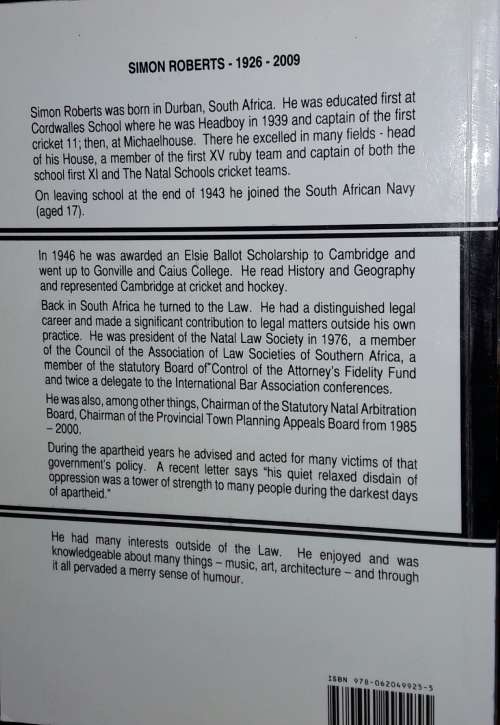 SIMON ROBERTS - 1926 - 2009
Simon Roberts was born in Durban, South Africa. He was educated first at
Cordwalles School where he was Headboy in 1939 and captain of the first
cricket 11; then, at Michaelhouse. There he excelled in many fields - head
of his House, a member of the first XV ruby team and captain of both the
school first XI and The Natal Schools cricket teams.
On leaving school at the end of 1943 he joined the South African Navy
(aged 17).
In 1946 he was awarded an Elsie Ballot Scholarship to Cambridge and
went up to Gonville and Caius College. He read History and Geography
and represented Cambridge at cricket and hockey.
Back in South Africa he turned to the Law. He had a distinguished legal
career and made a significant contribution to legal matters outside his own
practice. He was president of the Natal Law Society in 1976, a member
of the Council of the Association of Law Societies of Southern Africa, a
member of the statutory Board of Control of the Attorney's Fidelity Fund
and twice a delegate to the International Bar Association conferences.
He was also, among other things, Chairman of the Statutory Natal Arbitration
Board, Chairman of the Provincial Town Planning Appeals Board from 1985
– 2000.
During the apartheid years he advised and acted for many victims of that
government's policy. A recent letter says "his quiet relaxed disdain of
oppression was a tower of strength to many people during the darkest days
of apartheid."
He had many interests outside of the Law. He enjoyed and was
knowledgeable about many things – music, art, architecture – and through
it all pervaded a merry sense of humour.
ISBN 978-062049925-5